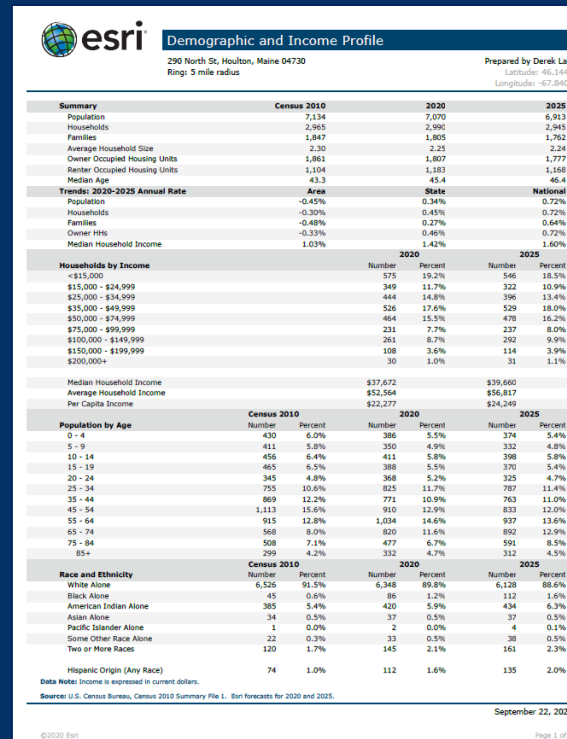 esri
Demographic and Income Profile
290 North St, Houlton, Maine 04730 Prepared by Derek La
Ring: 5 mile radius Latitude: 46.144
Longitude: -67.840
Summary Census 2010 2020 2025
Population 7,134 7,070 6,913
Households 2,965 2,990 2,945
Families 1,847 1,805 1,762
Average Household Size 2.30 2.25 2.24
Owner Occupied Housing Units 1,861 1,807 1,777
Renter Occupied Housing Units 1,104 1,183 1,168
Median Age 43.3 45.4 46.4
Trends: 2020-2025 Annual Rate Area State National
Population -0.45% 0.34% 0.72%
Households -0.30% 0.45% 0.72%
Families -0.48% 0.27% 0.64%
Owner HHs -0.33% 0.46% 0.72%
Median Household Income 1.03% 1.42% 1.60%
2020 2025
Households by Income Number Percent Number Percent
<$15,000 575 19.2% 546 18.5%
$15,000 - $24,999 349 11.7% 322 10.9%
$25,000 - $34,999 444 14.8% 396 13.4%
$35,000 - $49,999 526 17.6% 529 18.0%
$50,000 - $74,999 464 15.5% 478 16.2%
$75,000 - $99,999 231 7.7% 237 8.0%
$100,000 - $149,999 261 8.7% 292 9.9%
$150,000 - $199,999 108 3.6% 114 3.9%
$200,000+ 30 1.0% 31 1.1%
Median Household Income $37,672 $39,660
Average Household Income $52,564 $56,817
Per Capita Income $22,277 $24,249
Census 2010 2020 2025
Population by Age Number Percent Number Percent Number Percent
0 - 4 430 6.0% 386 5.5% 374 5.4%
5 - 9 411 5.8% 350 4.9% 332 4.8%
10 - 14 456 6.4% 411 5.8% 398 5.8%
15 - 19 465 6.5% 388 5.5% 370 5.4%
20 - 24 345 4.8% 368 5.2% 325 4.7%
25 - 34 755 10.6% 825 11.7% 787 11.4%
35 - 44 869 12.2% 771 10.9% 763 11.0%
45 - 54 1,113 15.6% 910 12.9% 833 12.0%
55 - 64 915 12.8% 1,034 14.6% 937 13.6%
65 - 74 568 8.0% 820 11.6% 892 12.9%
75 - 84 508 7.1% 477 6.7% 591 8.5%
85+ 299 4.2% 332 4.7% 312 4.5%
Census 2010 2020 2025
Race and Ethnicity Number Percent Number Percent Number Percent
White Alone 6,526 91.5% 6,348 89.8% 6,128 88.6%
Black Alone 45 0.6% 86 1.2% 112 1.6%
American Indian Alone 385 5.4% 420 5.9% 434 6.3%
Asian Alone 34 0.5% 37 0.5% 37 0.5%
Pacific Islander Alone 1 0.0% 2 0.0% 4 0.1%
Some Other Race Alone 22 0.3% 33 0.5% 38 0.5%
Two or More Races 120 1.7% 145 2.1% 161 2.3%
Hispanic Origin (Any Race) 74 1.0% 112 1.6% 135 2.0%
Data Note: Income is expressed in current dollars.
Source: U.S. Census Bureau, Census 2010 Summary File 1. Esri forecasts for 2020 and 2025.
September 22, 202
©2020 Esri Page 1 of